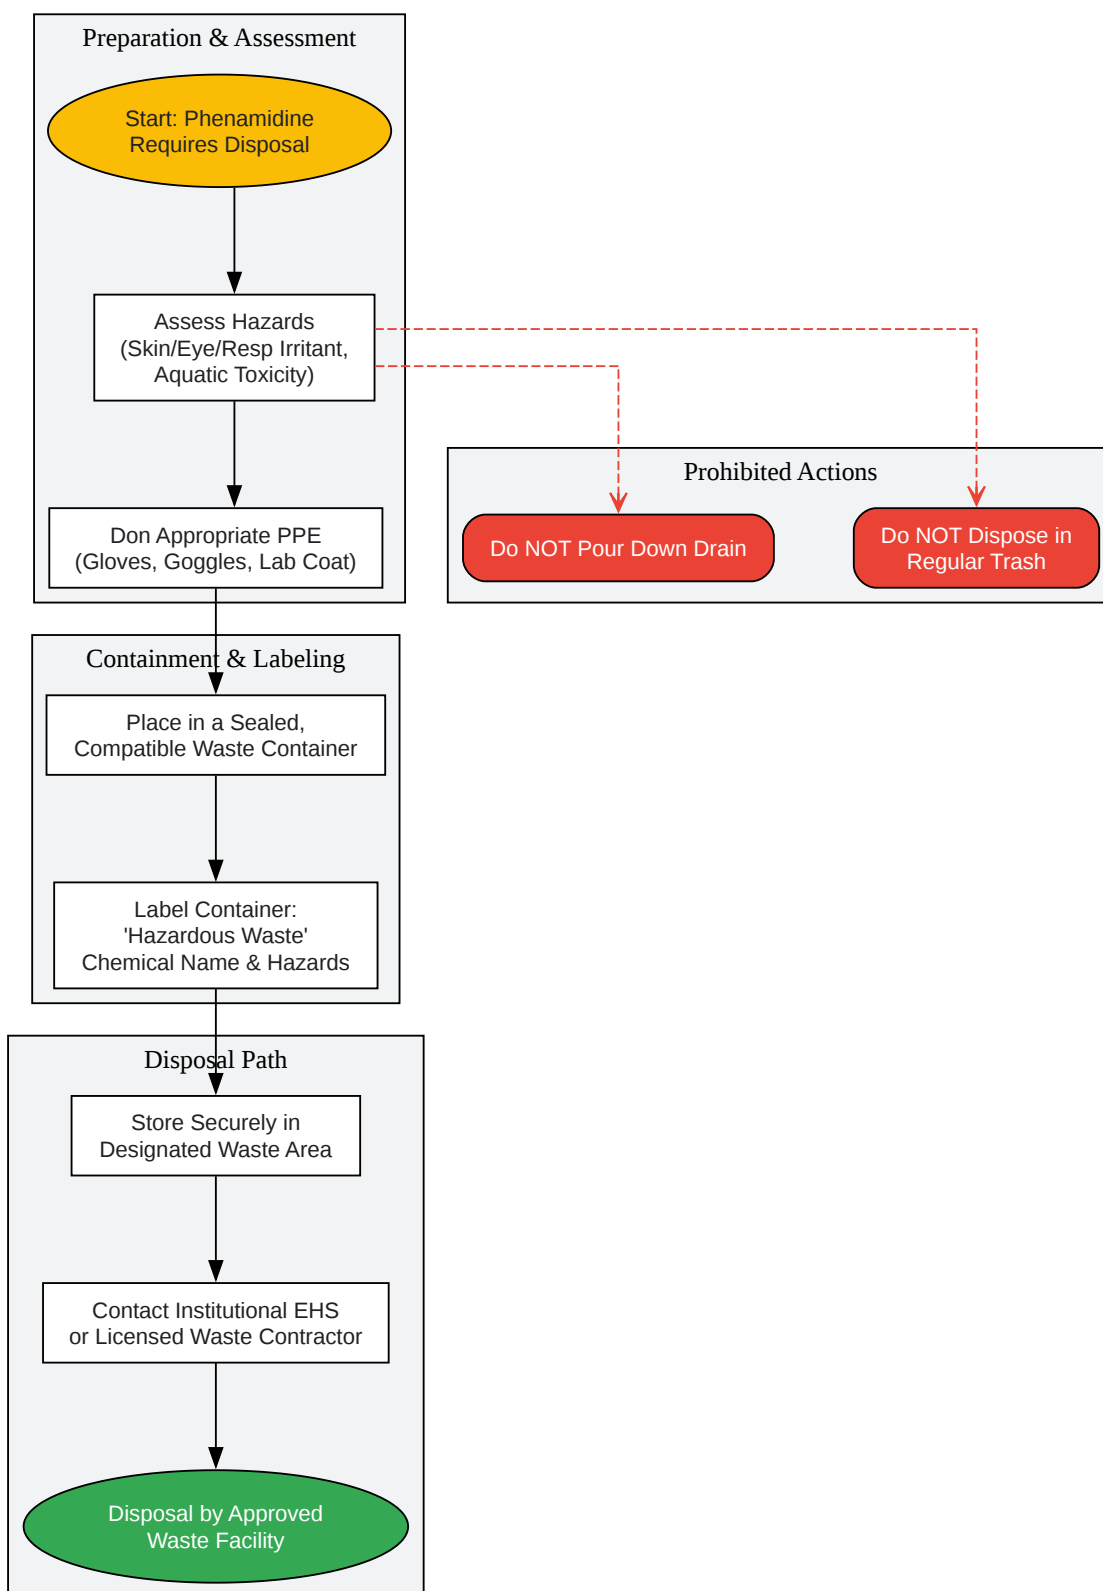 Preparation & Assessment
Start: Phenamidine
Requires Disposal
Assess Hazards
(Skin/Eye/Resp Irritant,
Aquatic Toxicity)
Don Appropriate PPE
(Gloves, Goggles, Lab Coat)
Prohibited Actions
Do NOT Pour Down Drain
Do NOT Dispose in
Regular Trash
Containment & Labeling
Place in a Sealed,
Compatible Waste Container
Label Container:
'Hazardous Waste'
Chemical Name & Hazards
Disposal Path
Store Securely in
Designated Waste Area
Contact Institutional EHS
or Licensed Waste Contractor
Disposal by Approved
Waste Facility